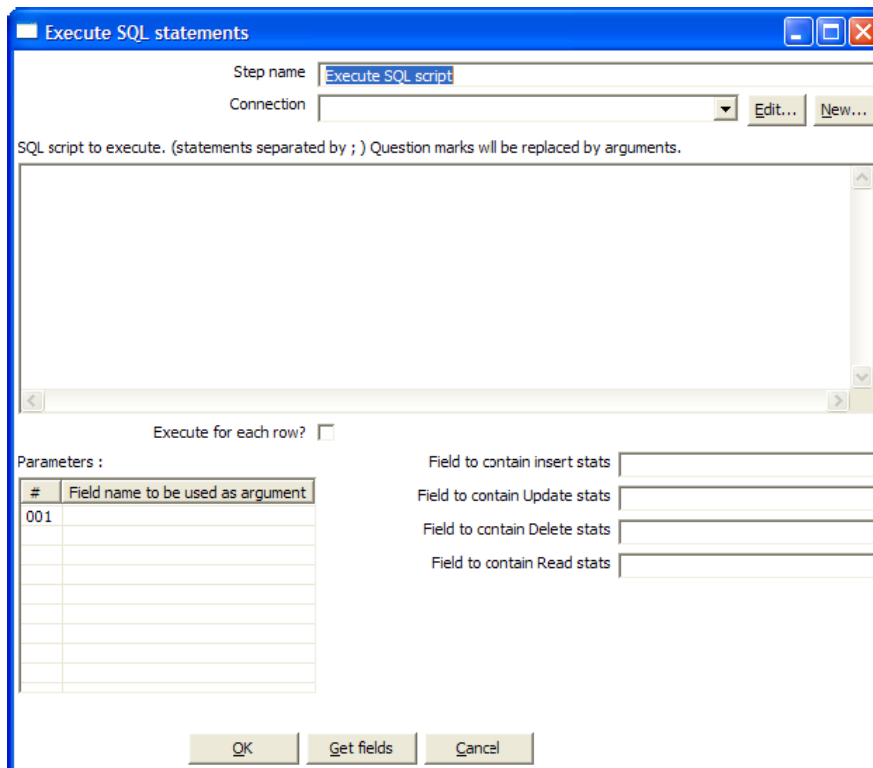 Execute SQL statements
Step name Execute SQL script
Connection Edit... New...
SQL script to execute. (statements separated by ; ) Question marks will be replaced by arguments.
Execute for each row?
Parameters :
# Field name to be used as argument
001
Field to contain insert stats
Field to contain Update stats
Field to contain Delete stats
Field to contain Read stats
OK Get fields Cancel